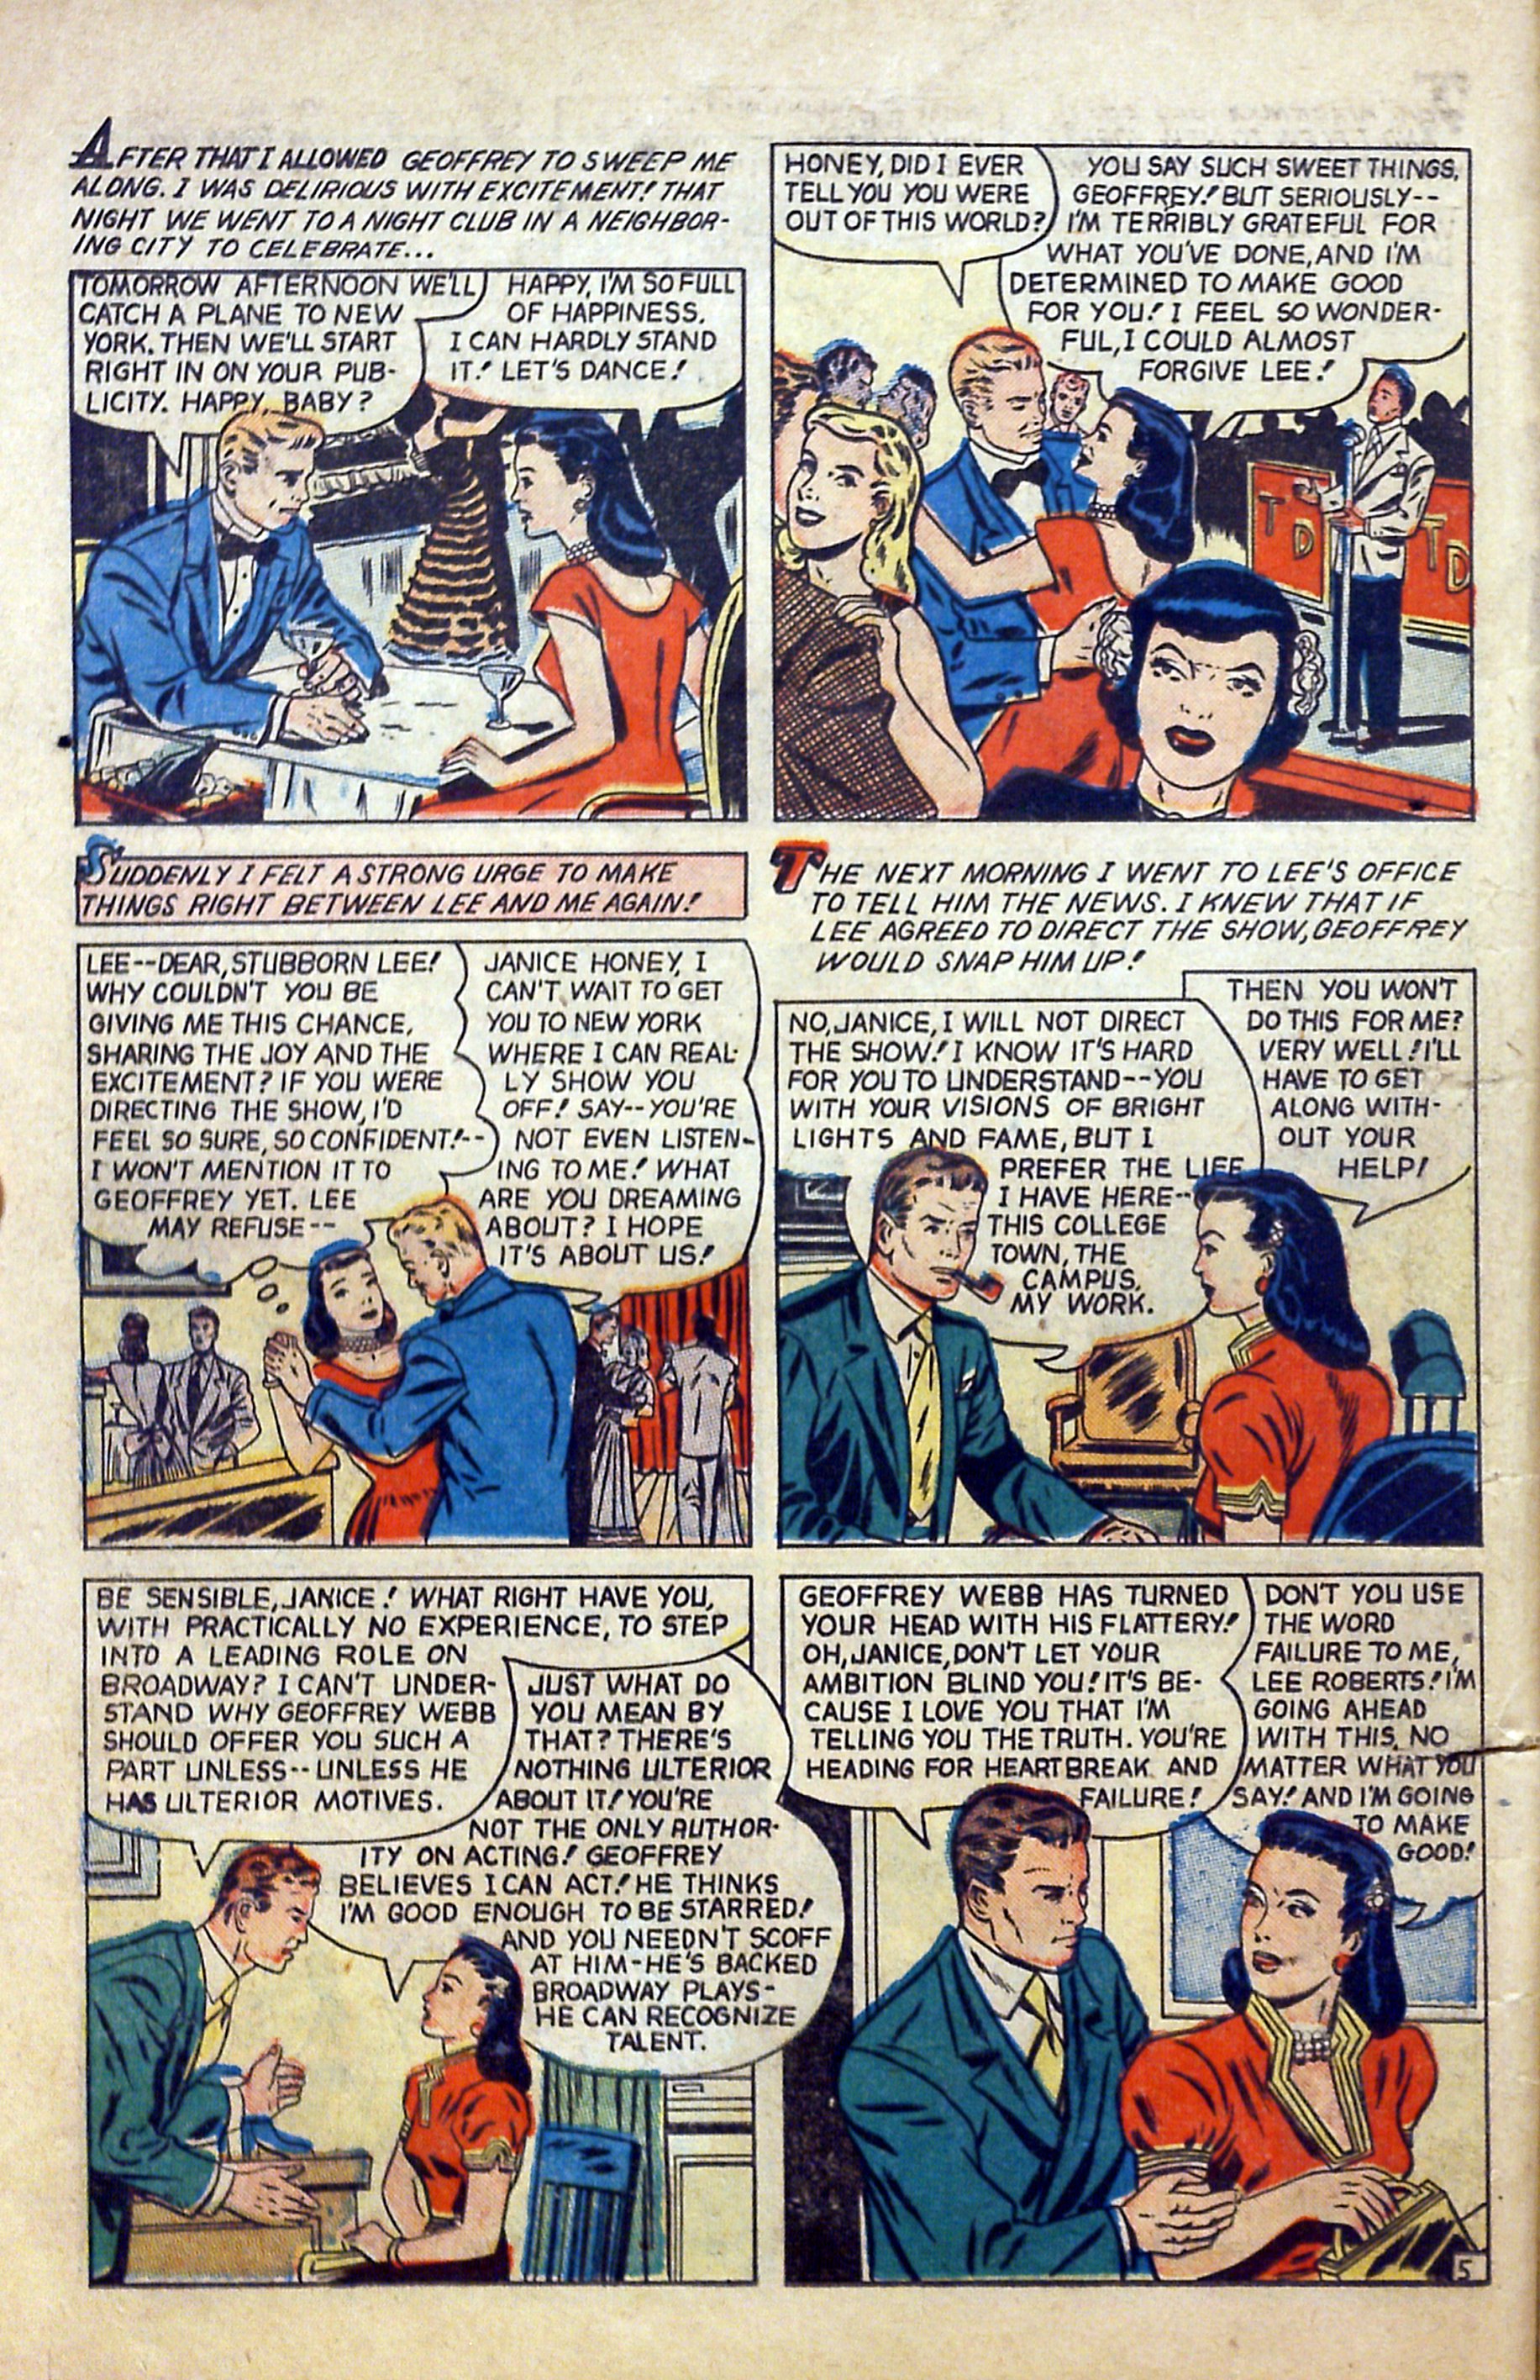 AFTER THAT I ALLOWED GEOFFREY TO SWEEP ME
ALONG. I WAS DELIRIOUS WITH EXCITEMENT! THAT
NIGHT WE WENT TO A NIGHT CLUB IN A NEIGHBOR-
ING CITY TO CELEBRATE...
TOMORROW AFTERNOON WE'LL
CATCH A PLANE TO NEW
YORK. THEN WE'LL START
RIGHT IN ON YOUR PUB-
LICITY. HAPPY, BABY?
HAPPY, I'M SO FULL
OF HAPPINESS.
I CAN HARDLY STAND
IT! LET'S DANCE!
HONEY, DID I EVER
TELL YOU YOU WERE
OUT OF THIS WORLD?
YOU SAY SUCH SWEET THINGS,
GEOFFREY! BUT SERIOUSLY--
I'M TERRIBLY GRATEFUL FOR
WHAT YOU'VE DONE, AND I'M
DETERMINED TO MAKE GOOD
FOR YOU! I FEEL SO WONDER-
FUL, I COULD ALMOST
FORGIVE LEE!
T
D
T
D
SUDDENLY I FELT A STRONG URGE TO MAKE
THINGS RIGHT BETWEEN LEE AND ME AGAIN!
LEE--DEAR, STUBBORN LEE!
WHY COULDN'T YOU BE
GIVING ME THIS CHANCE,
SHARING THE JOY AND THE
EXCITEMENT? IF YOU WERE
DIRECTING THE SHOW, I'D
FEEL SO SURE, SO CONFIDENT!--
I WON'T MENTION IT TO
GEOFFREY YET. LEE
MAY REFUSE--
JANICE HONEY, I
CAN'T WAIT TO GET
YOU TO NEW YORK
WHERE I CAN REAL-
LY SHOW YOU
OFF! SAY--YOU'RE
NOT EVEN LISTEN-
ING TO ME! WHAT
ARE YOU DREAMING
ABOUT? I HOPE
IT'S ABOUT US!
THE NEXT MORNING I WENT TO LEE'S OFFICE
TO TELL HIM THE NEWS. I KNEW THAT IF
LEE AGREED TO DIRECT THE SHOW, GEOFFREY
WOULD SNAP HIM UP!
NO, JANICE, I WILL NOT DIRECT
THE SHOW! I KNOW IT'S HARD
FOR YOU TO UNDERSTAND--YOU
WITH YOUR VISIONS OF BRIGHT
LIGHTS AND FAME, BUT I
PREFER THE LIFE
I HAVE HERE--
THIS COLLEGE
TOWN, THE
CAMPUS,
MY WORK.
THEN YOU WON'T
DO THIS FOR ME?
VERY WELL! I'LL
HAVE TO GET
ALONG WITH-
OUT YOUR
HELP!
BE SENSIBLE, JANICE! WHAT RIGHT HAVE YOU,
WITH PRACTICALLY NO EXPERIENCE, TO STEP
INTO A LEADING ROLE ON
BROADWAY? I CAN'T UNDER-
STAND WHY GEOFFREY WEBB
SHOULD OFFER YOU SUCH A
PART UNLESS--UNLESS HE
HAS ULTERIOR MOTIVES.
JUST WHAT DO
YOU MEAN BY
THAT? THERE'S
NOTHING ULTERIOR
ABOUT IT! YOU'RE
NOT THE ONLY AUTHOR-
ITY ON ACTING! GEOFFREY
BELIEVES I CAN ACT! HE THINKS
I'M GOOD ENOUGH TO BE STARRED!
AND YOU NEEDN'T SCOFF
AT HIM-HE'S BACKED
BROADWAY PLAYS-
HE CAN RECOGNIZE
TALENT.
GEOFFREY WEBB HAS TURNED
YOUR HEAD WITH HIS FLATTERY!
OH, JANICE, DON'T LET YOUR
AMBITION BLIND YOU! IT'S BE-
CAUSE I LOVE YOU THAT I'M
TELLING YOU THE TRUTH. YOU'RE
HEADING FOR HEARTBREAK AND
FAILURE!
DON'T YOU USE
THE WORD
FAILURE TO ME,
LEE ROBERTS! I'M
GOING AHEAD
WITH THIS, NO
MATTER WHAT YOU
SAY! AND I'M GOING
TO MAKE
GOOD!
5